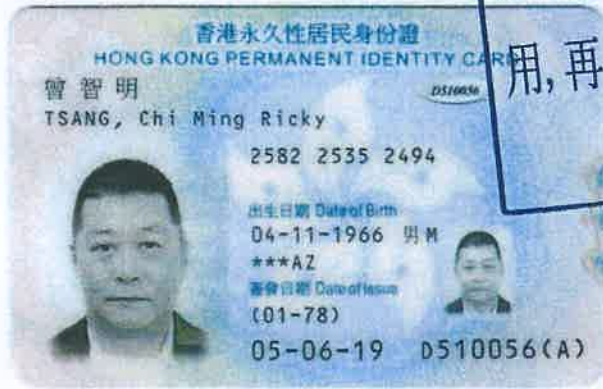 香港永久性居民身份證
HONG KONG PERMANENT IDENTITY CARD
曾智明
D510056
用,再
TSANG, Chi Ming Ricky
2582 2535 2494
出生日期 Date of Birth
04-11-1966 男 M
***AZ
簽發日期 Date of Issue
(01-78)
05-06-19 D510056(A)